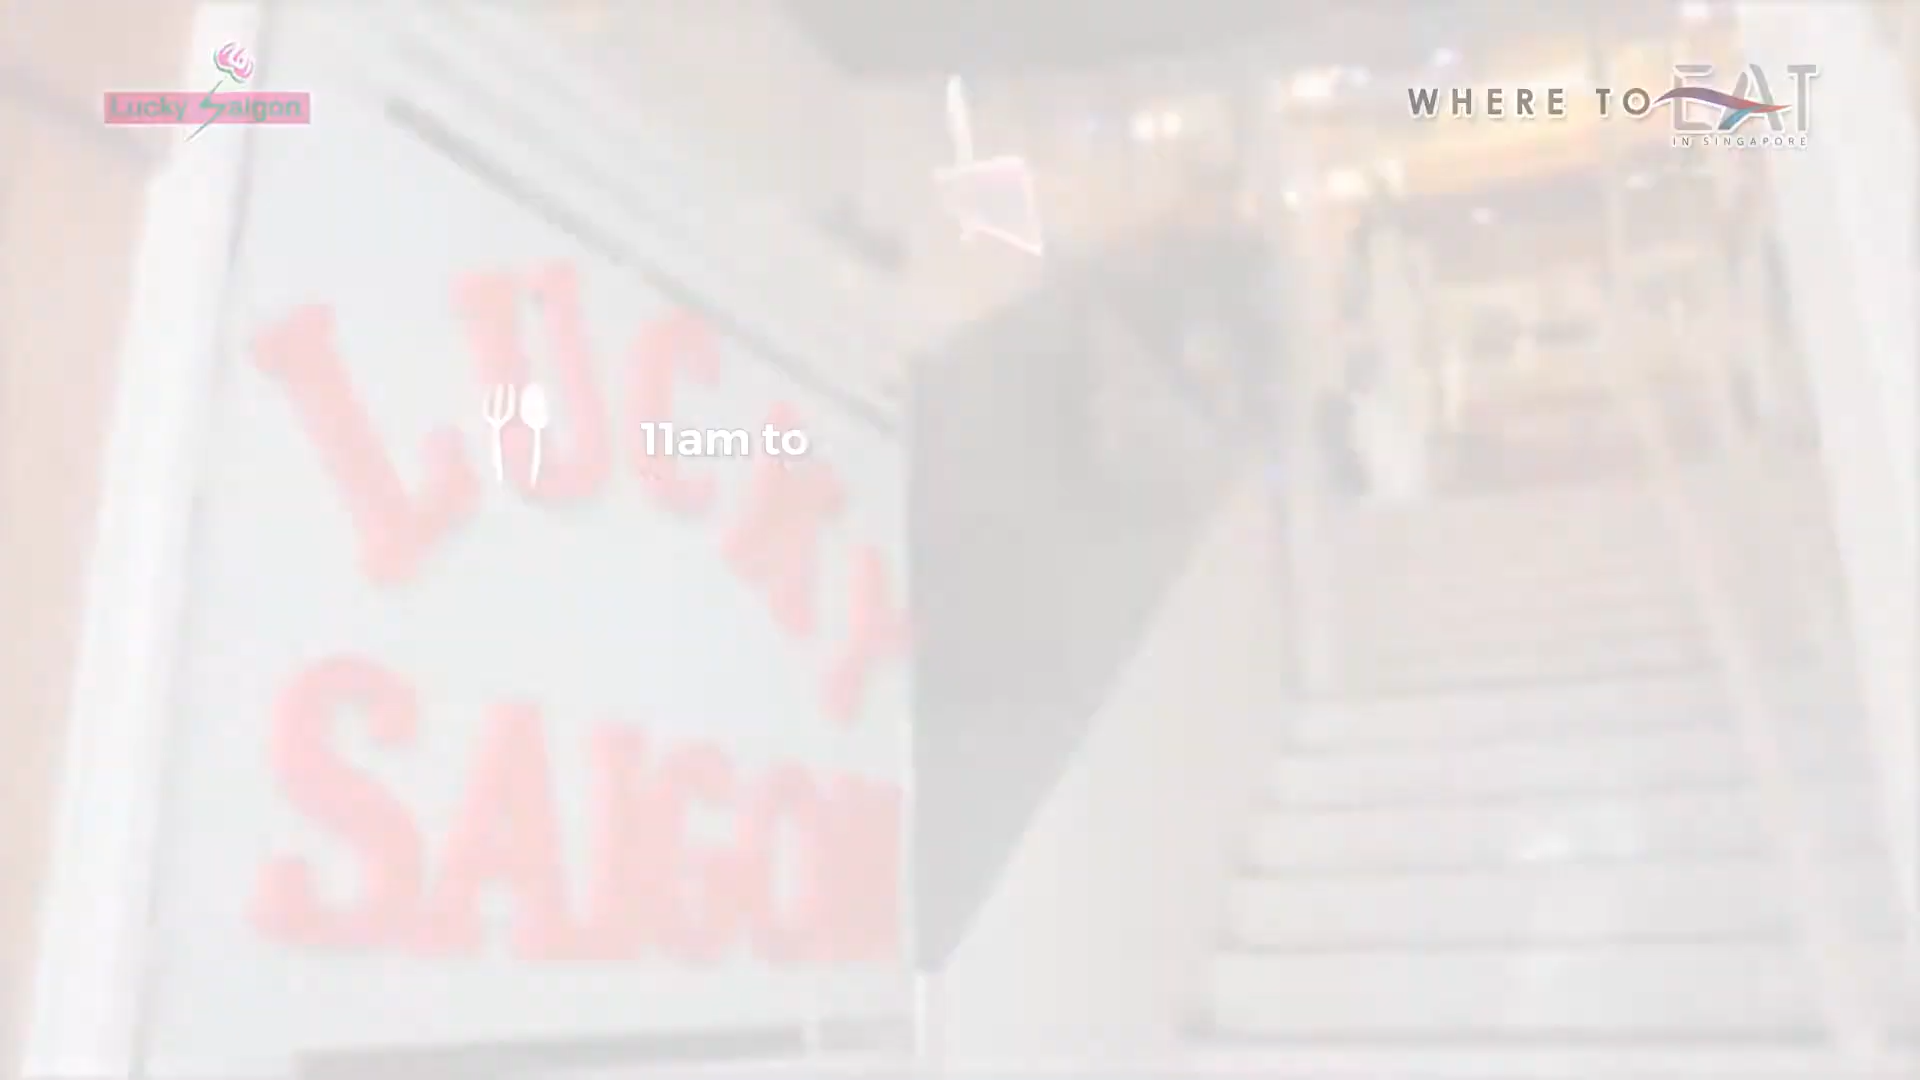 Lucky Saigon
WHERE TO EAT
IN SINGAPORE
LUCKY
11am to
SAIGON